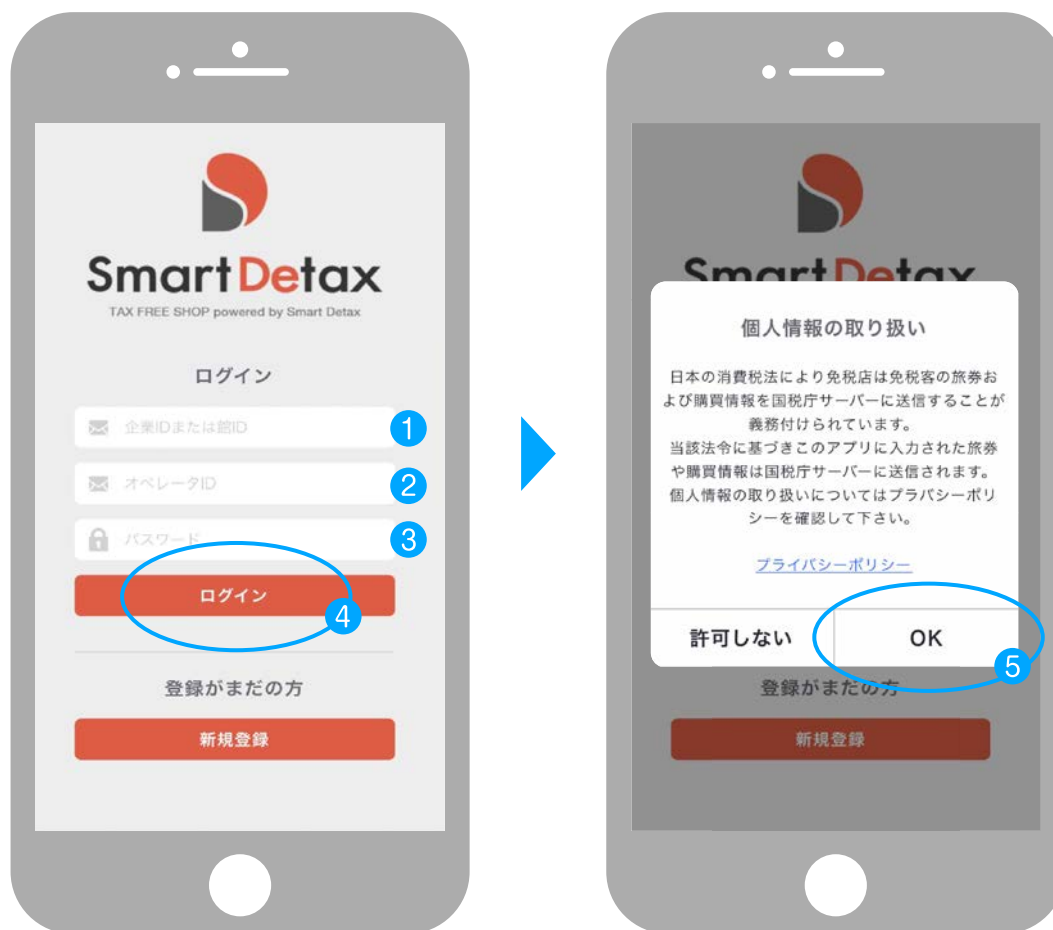 SmartDetax
TAX FREE SHOP powered by Smart Detax
ログイン
企業IDまたは館ID
1
オペレータID
2
パスワード
3
ログイン
4
登録がまだの方
新規登録
SmartDetax
個人情報の取り扱い
日本の消費税法により免税店は免税客の旅券お
よび購買情報を国税庁サーバーに送信することが
義務付けられています。
当該法令に基づきこのアプリに入力された旅券
や購買情報は国税庁サーバーに送信されます。
個人情報の取り扱いについてはプラバシーポリ
シーを確認して下さい。
プライバシーポリシー
許可しない
OK
5
登録がまだの方
新規登録